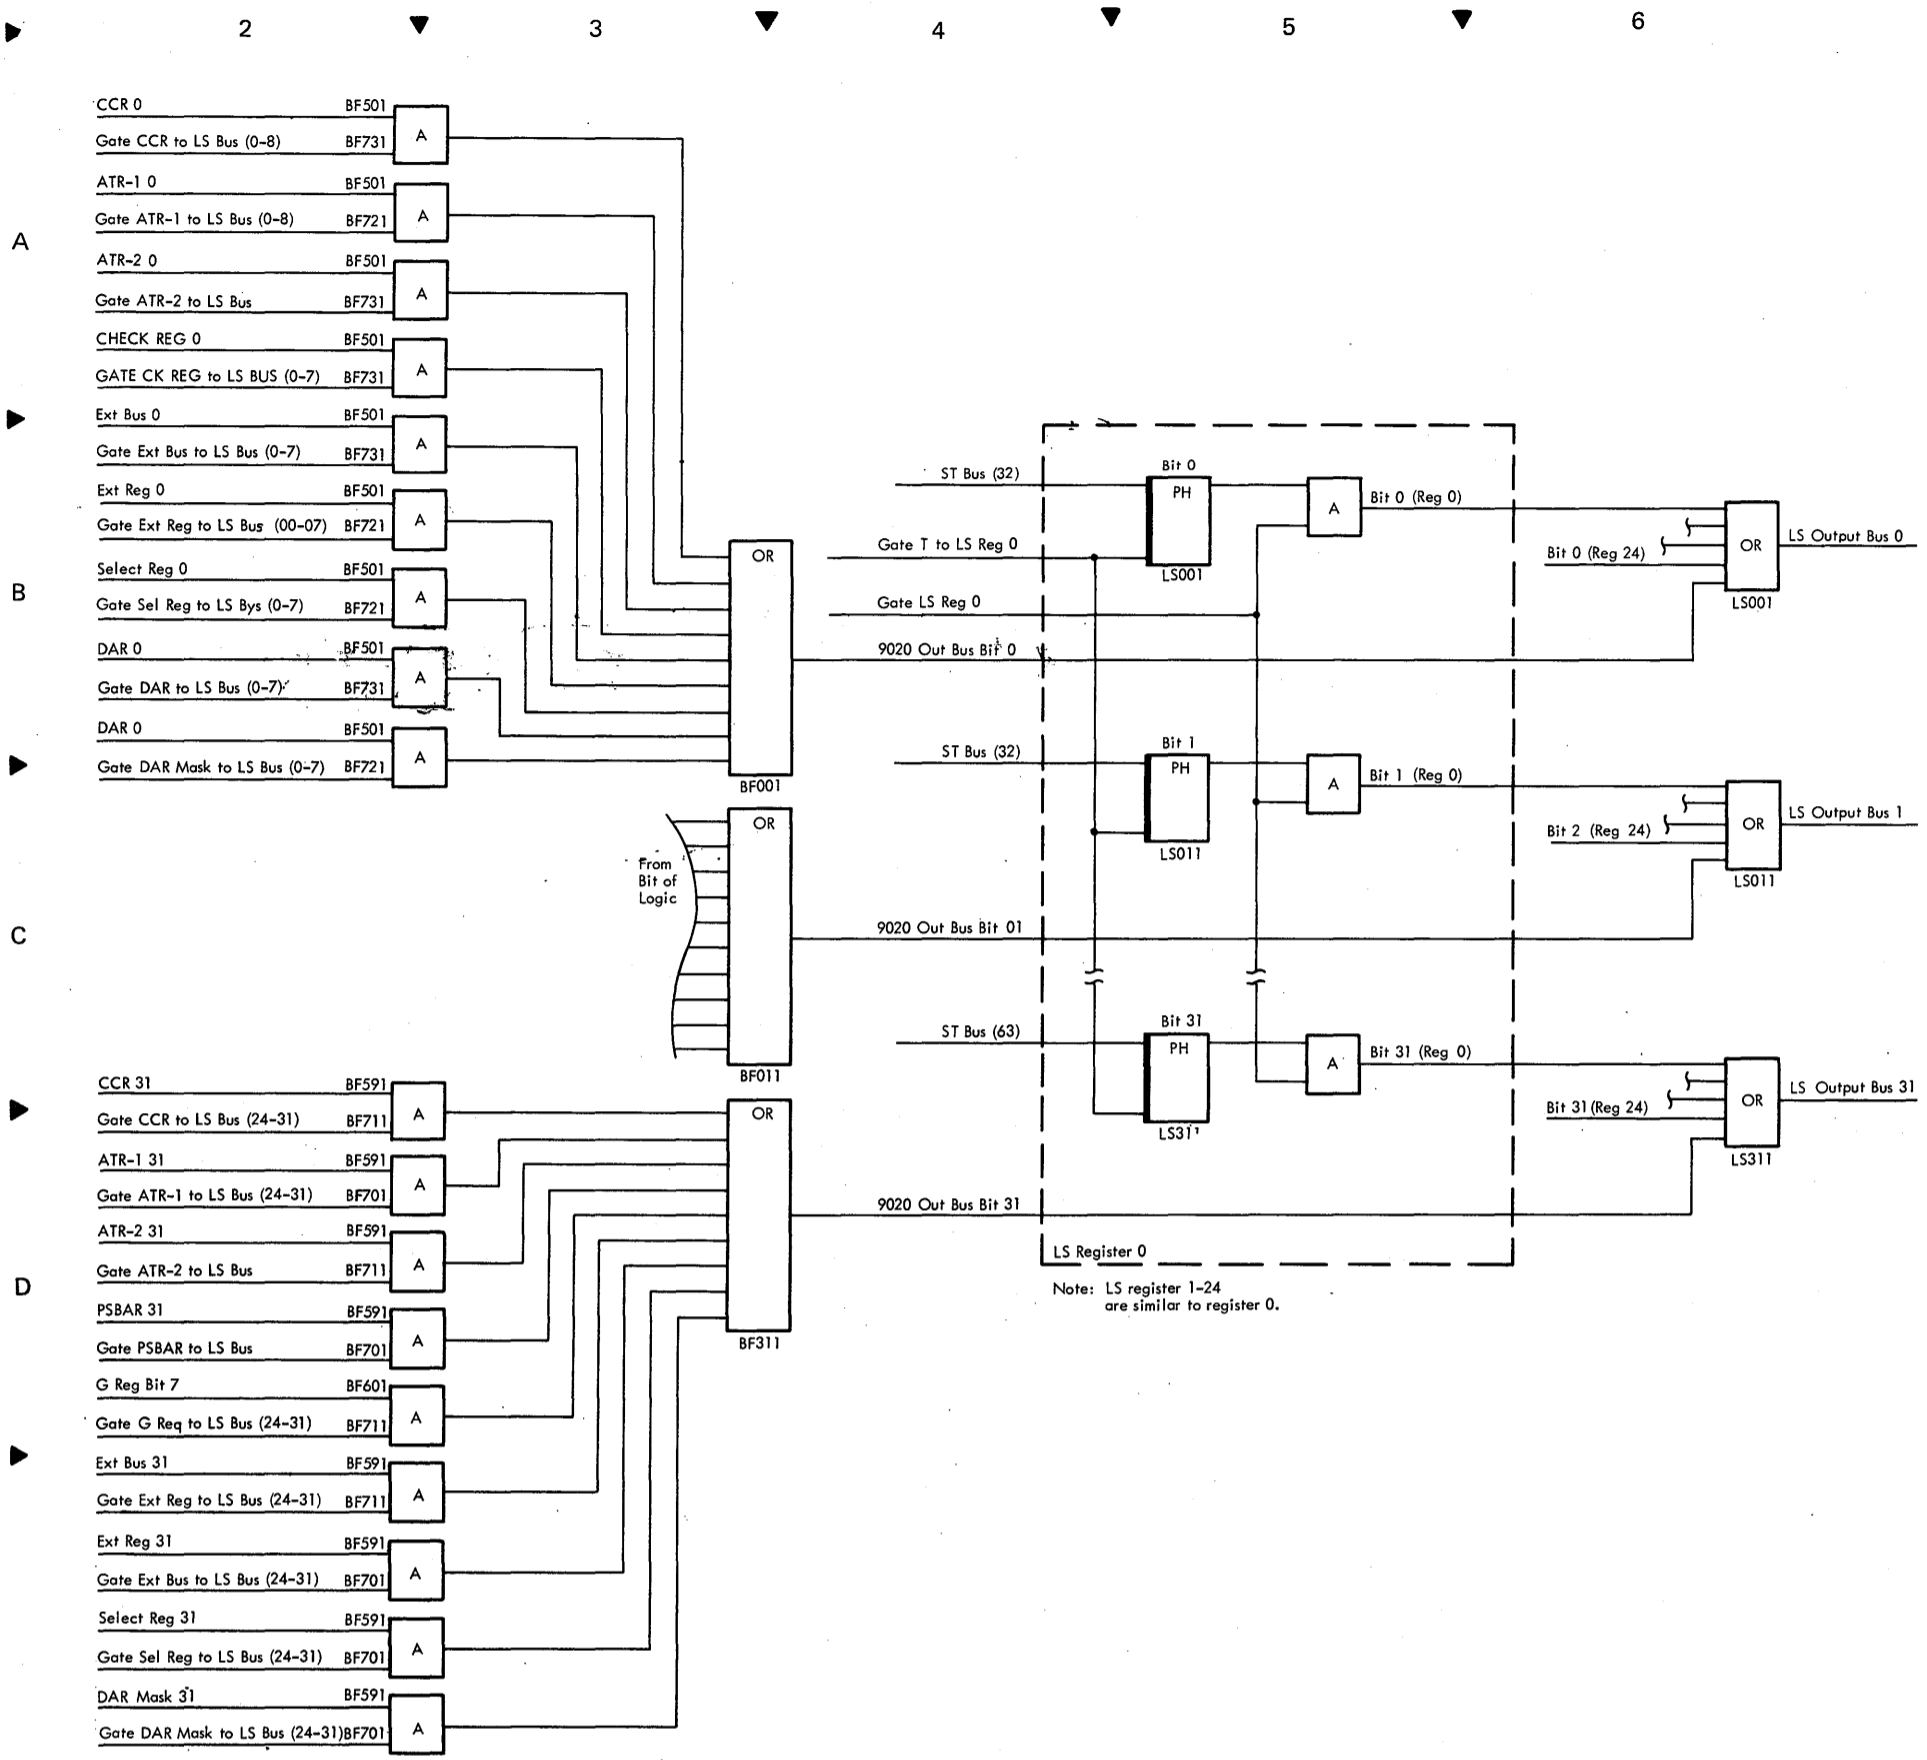 2 3 4 5 6
A
B
C
D
CCR 0 BF501
A
Gate CCR to LS Bus (0-8) BF731
ATR-1 0 BF501
A
Gate ATR-1 to LS Bus (0-8) BF721
ATR-2 0 BF501
A
Gate ATR-2 to LS Bus BF731
CHECK REG 0 BF501
A
GATE CK REG to LS BUS (0-7) BF731
Ext Bus 0 BF501
A
Gate Ext Bus to LS Bus (0-7) BF731
Ext Reg 0 BF501
A
Gate Ext Reg to LS Bus (00-07) BF721
Select Reg 0 BF501
A
Gate Sel Reg to LS Bys (0-7) BF721
DAR 0 BF501
A
Gate DAR to LS Bus (0-7) BF731
DAR 0 BF501
A
Gate DAR Mask to LS Bus (0-7) BF721
OR
BF001
OR
From
Bit of
Logic
BF011
CCR 31 BF591
A
Gate CCR to LS Bus (24-31) BF711
ATR-1 31 BF591
A
Gate ATR-1 to LS Bus (24-31) BF701
ATR-2 31 BF591
A
Gate ATR-2 to LS Bus BF711
PSBAR 31 BF591
A
Gate PSBAR to LS Bus BF701
G Reg Bit 7 BF601
A
Gate G Req to LS Bus (24-31) BF711
Ext Bus 31 BF591
A
Gate Ext Reg to LS Bus (24-31) BF711
Ext Reg 31 BF591
A
Gate Ext Bus to LS Bus (24-31) BF701
Select Reg 31 BF591
A
Gate Sel Reg to LS Bus (24-31) BF701
DAR Mask 31 BF591
A
Gate DAR Mask to LS Bus (24-31) BF701
OR
BF311
ST Bus (32)
Bit 0
PH
LS001
A
Bit 0 (Reg 0)
Gate T to LS Reg 0
Gate LS Reg 0
9020 Out Bus Bit 0
Bit 0 (Reg 24)
OR
LS001
LS Output Bus 0
ST Bus (32)
Bit 1
PH
LS011
A
Bit 1 (Reg 0)
9020 Out Bus Bit 01
Bit 2 (Reg 24)
OR
LS011
LS Output Bus 1
ST Bus (63)
Bit 31
PH
LS311
A
Bit 31 (Reg 0)
9020 Out Bus Bit 31
Bit 31 (Reg 24)
OR
LS311
LS Output Bus 31
LS Register 0
Note: LS register 1-24
are similar to register 0.